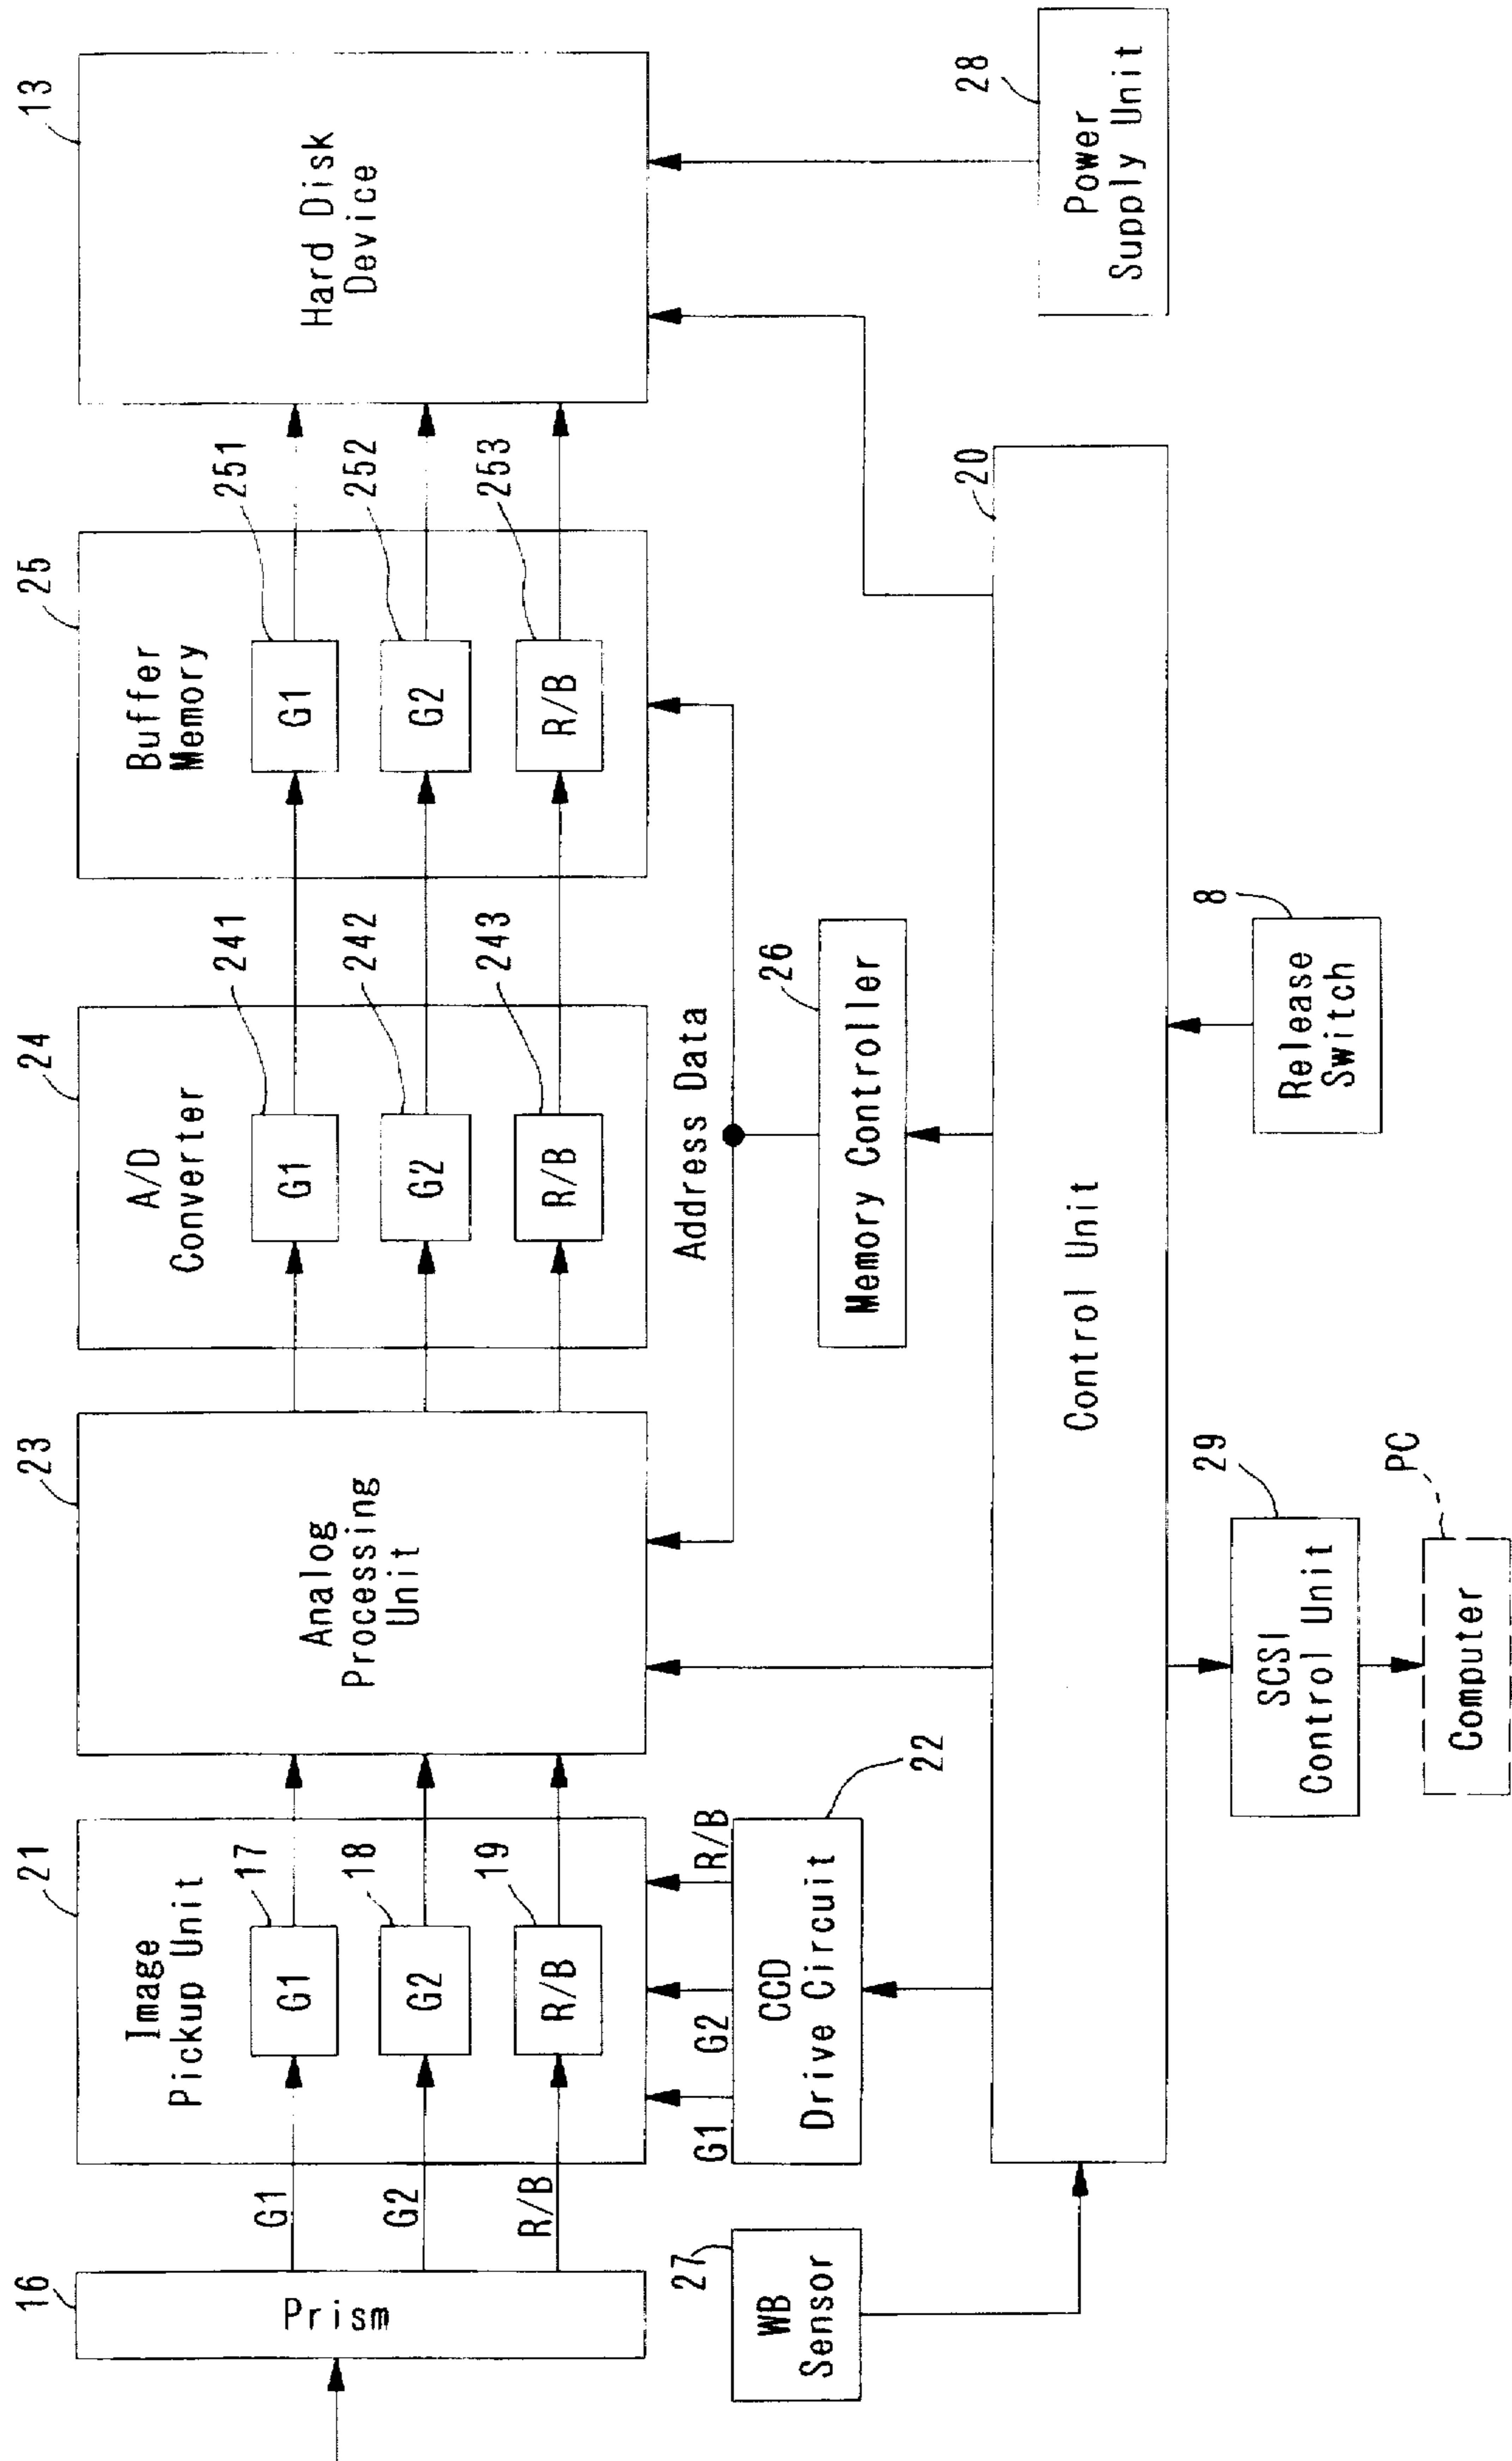 16
Prism
G1
G2
R/B
21
Image
Pickup Unit
17
G1
18
G2
19
R/B
G1
G2
R/B
22
CCD
Drive Circuit
23
Analog
Processing
Unit
24
A/D
Converter
241
G1
242
G2
243
R/B
25
Buffer
Memory
251
G1
252
G2
253
R/B
13
Hard Disk
Device
Address Data
26
Memory Controller
27
WB
Sensor
20
Control Unit
28
Power
Supply Unit
29
SCSI
Control Unit
PC
Computer
8
Release
Switch